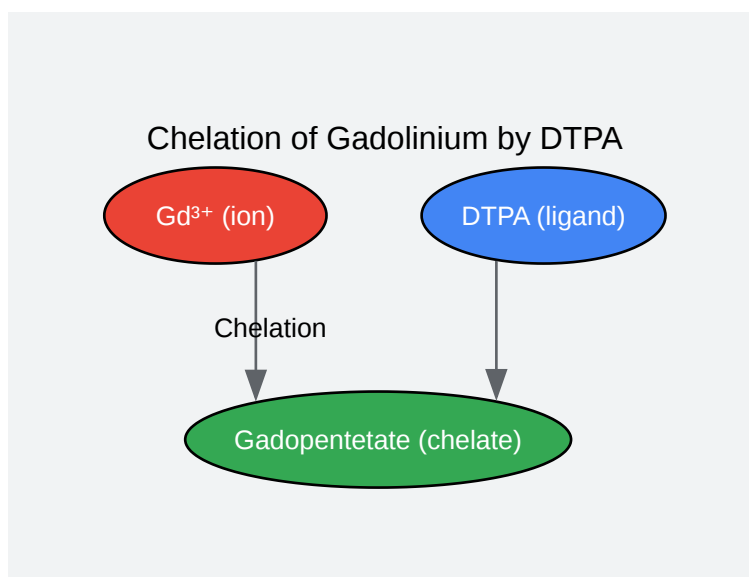 Chelation of Gadolinium by DTPA
Gd³⁺ (ion)
DTPA (ligand)
Chelation
Gadopentetate (chelate)